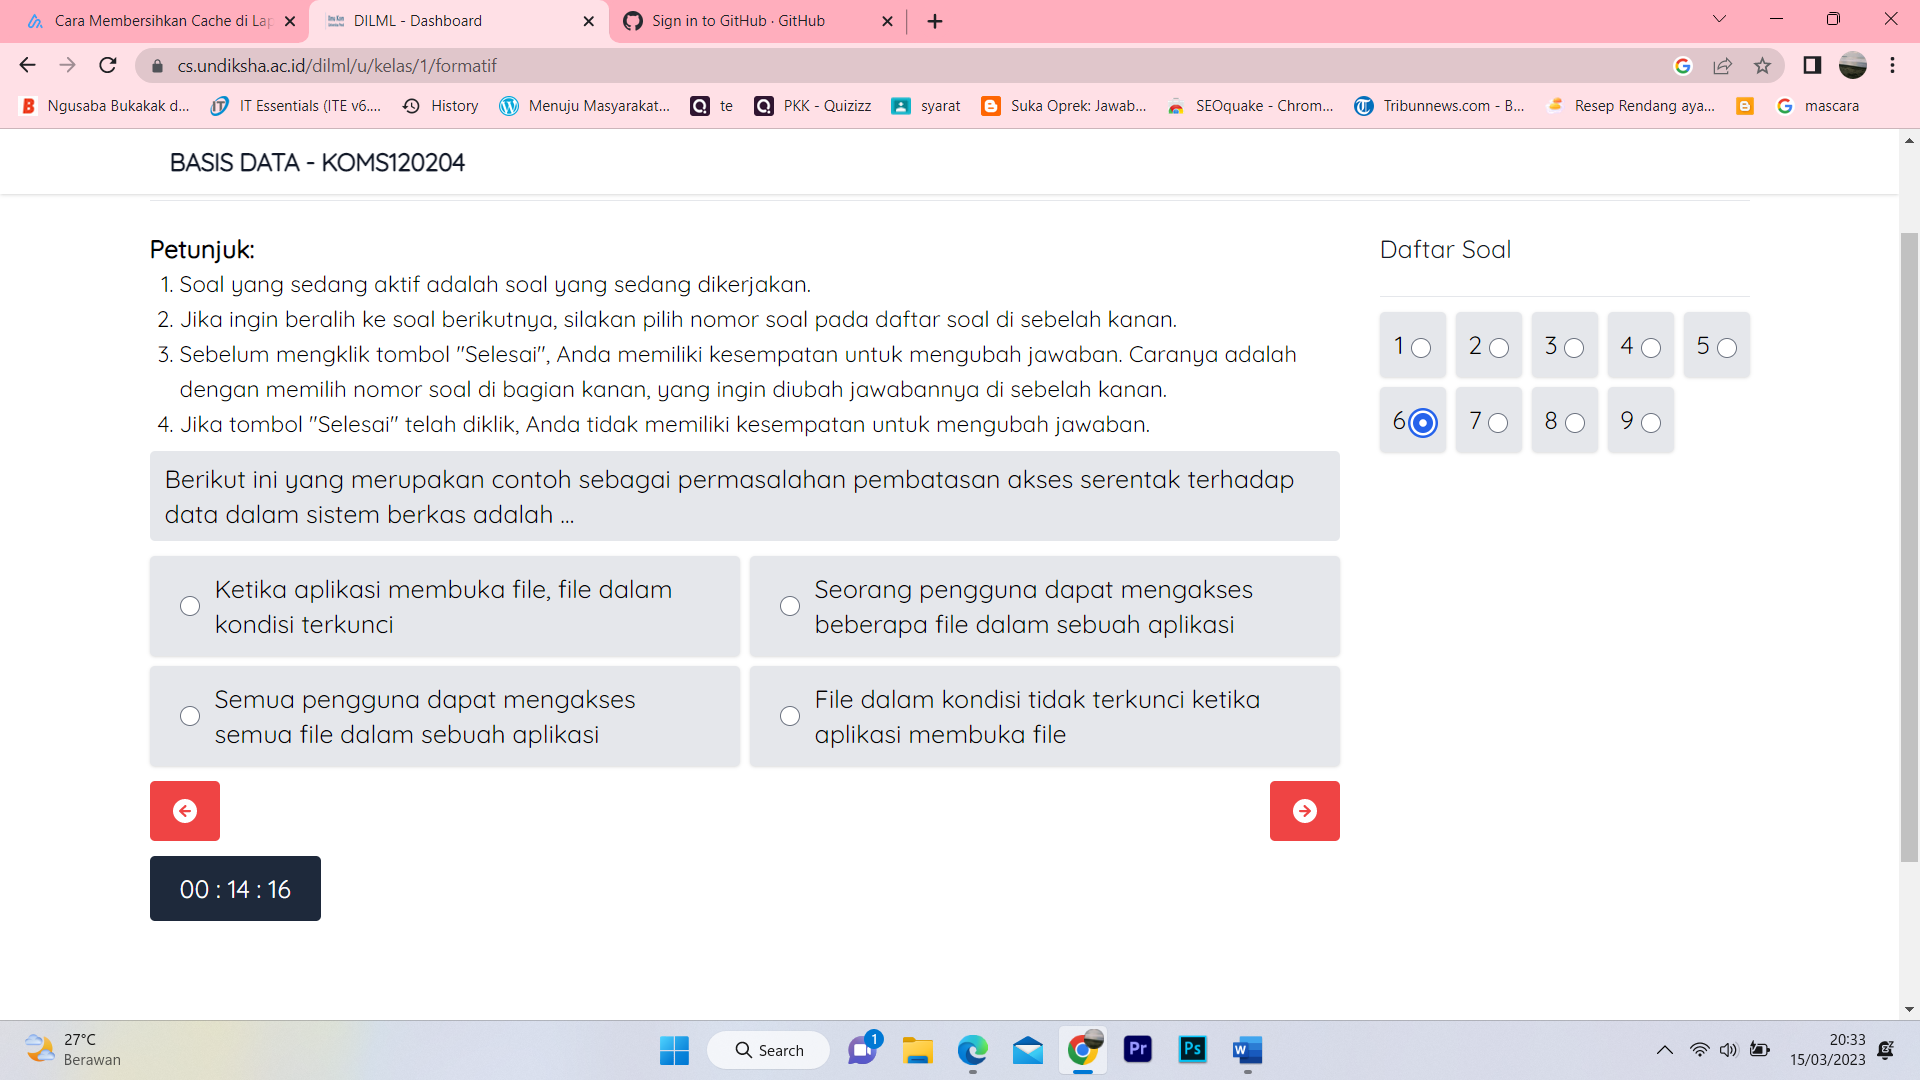 Cara Membersihkan Cache di Lap
DILML - Dashboard
Sign in to GitHub · GitHub
cs.undiksha.ac.id/dilml/u/kelas/1/formatif
Ngusaba Bukakak d...
IT Essentials (ITE v6....
History
Menuju Masyarakat...
te
PKK - Quizizz
syarat
Suka Oprek: Jawab...
SEOquake - Chrom...
Tribunnews.com - B...
Resep Rendang aya...
mascara
BASIS DATA - KOMS120204
Petunjuk:
1. Soal yang sedang aktif adalah soal yang sedang dikerjakan.
2. Jika ingin beralih ke soal berikutnya, silakan pilih nomor soal pada daftar soal di sebelah kanan.
3. Sebelum mengklik tombol "Selesai", Anda memiliki kesempatan untuk mengubah jawaban. Caranya adalah
dengan memilih nomor soal di bagian kanan, yang ingin diubah jawabannya di sebelah kanan.
4. Jika tombol "Selesai" telah diklik, Anda tidak memiliki kesempatan untuk mengubah jawaban.
Berikut ini yang merupakan contoh sebagai permasalahan pembatasan akses serentak terhadap
data dalam sistem berkas adalah ...
Ketika aplikasi membuka file, file dalam
kondisi terkunci
Seorang pengguna dapat mengakses
beberapa file dalam sebuah aplikasi
Semua pengguna dapat mengakses
semua file dalam sebuah aplikasi
File dalam kondisi tidak terkunci ketika
aplikasi membuka file
00 : 14 : 16
Daftar Soal
1 2 3 4 5
6 7 8 9
27°C
Berawan
Search
1
Pr
Ps
W
20:33
15/03/2023